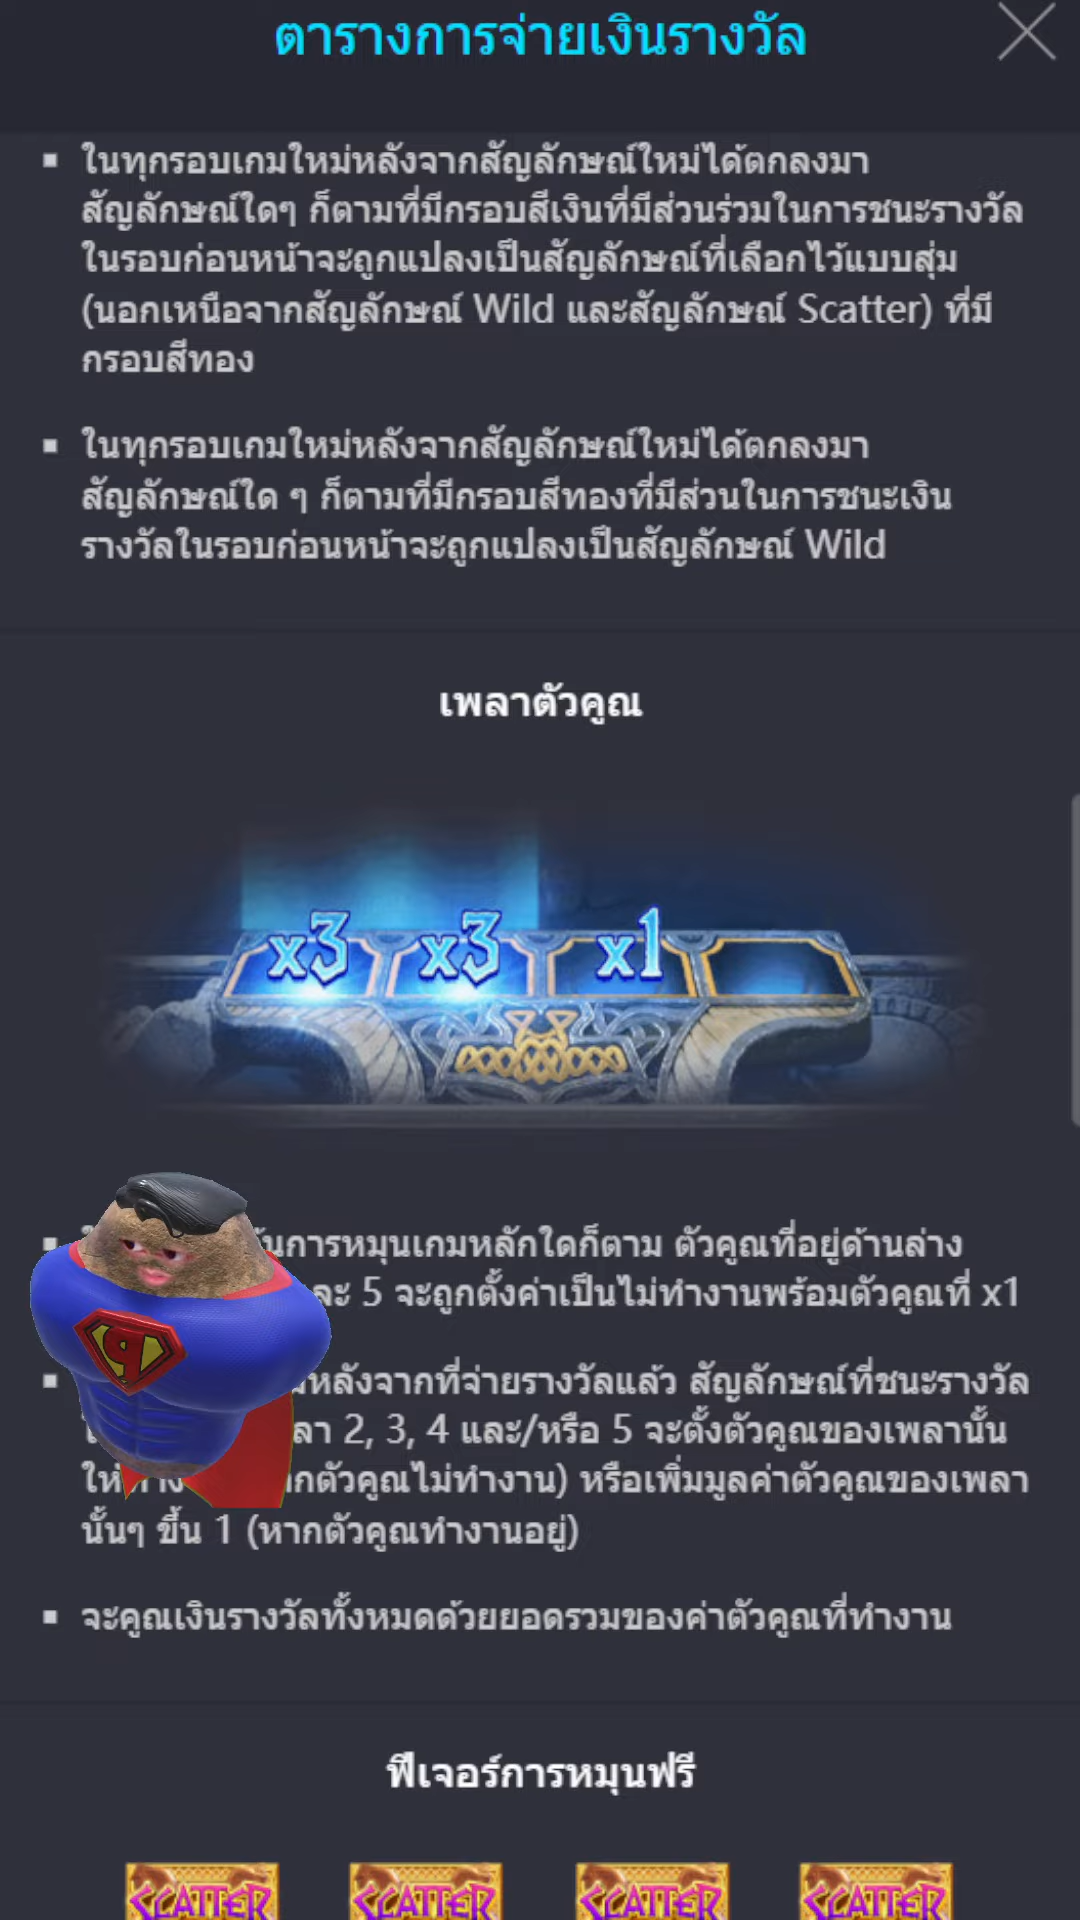 ตารางการจ่ายเงินรางวัล
ในทุกรอบเกมใหม่หลังจากสัญลักษณ์ใหม่ได้ตกลงมา
สัญลักษณ์ใดๆ ก็ตามที่มีกรอบสีเงินที่มีส่วนร่วมในการชนะรางวัล
ในรอบก่อนหน้าจะถูกแปลงเป็นสัญลักษณ์ที่เลือกไว้แบบสุ่ม
(นอกเหนือจากสัญลักษณ์ Wild และสัญลักษณ์ Scatter) ที่มี
กรอบสีทอง
ในทุกรอบเกมใหม่หลังจากสัญลักษณ์ใหม่ได้ตกลงมา
สัญลักษณ์ใด ๆ ก็ตามที่มีกรอบสีทองที่มีส่วนในการชนะเงิน
รางวัลในรอบก่อนหน้าจะถูกแปลงเป็นสัญลักษณ์ Wild
เพลาตัวคูณ
x3 x3 x1
การหมุนเกมหลักใดก็ตาม ตัวคูณที่อยู่ด้านล่าง
ละ 5 จะถูกตั้งค่าเป็นไม่ทำงานพร้อมตัวคูณที่ x1
หลังจากที่จ่ายรางวัลแล้ว สัญลักษณ์ที่ชนะรางวัล
ลา 2, 3, 4 และ/หรือ 5 จะตั้งตัวคูณของเพลานั้น
ตัวคูณไม่ทำงาน) หรือเพิ่มมูลค่าตัวคูณของเพลา
นั้นๆ ขึ้น 1 (หากตัวคูณทำงานอยู่)
จะคูณเงินรางวัลทั้งหมดด้วยยอดรวมของค่าตัวคูณที่ทำงาน
ฟีเจอร์การหมุนฟรี
SCATTER SCATTER SCATTER SCATTER